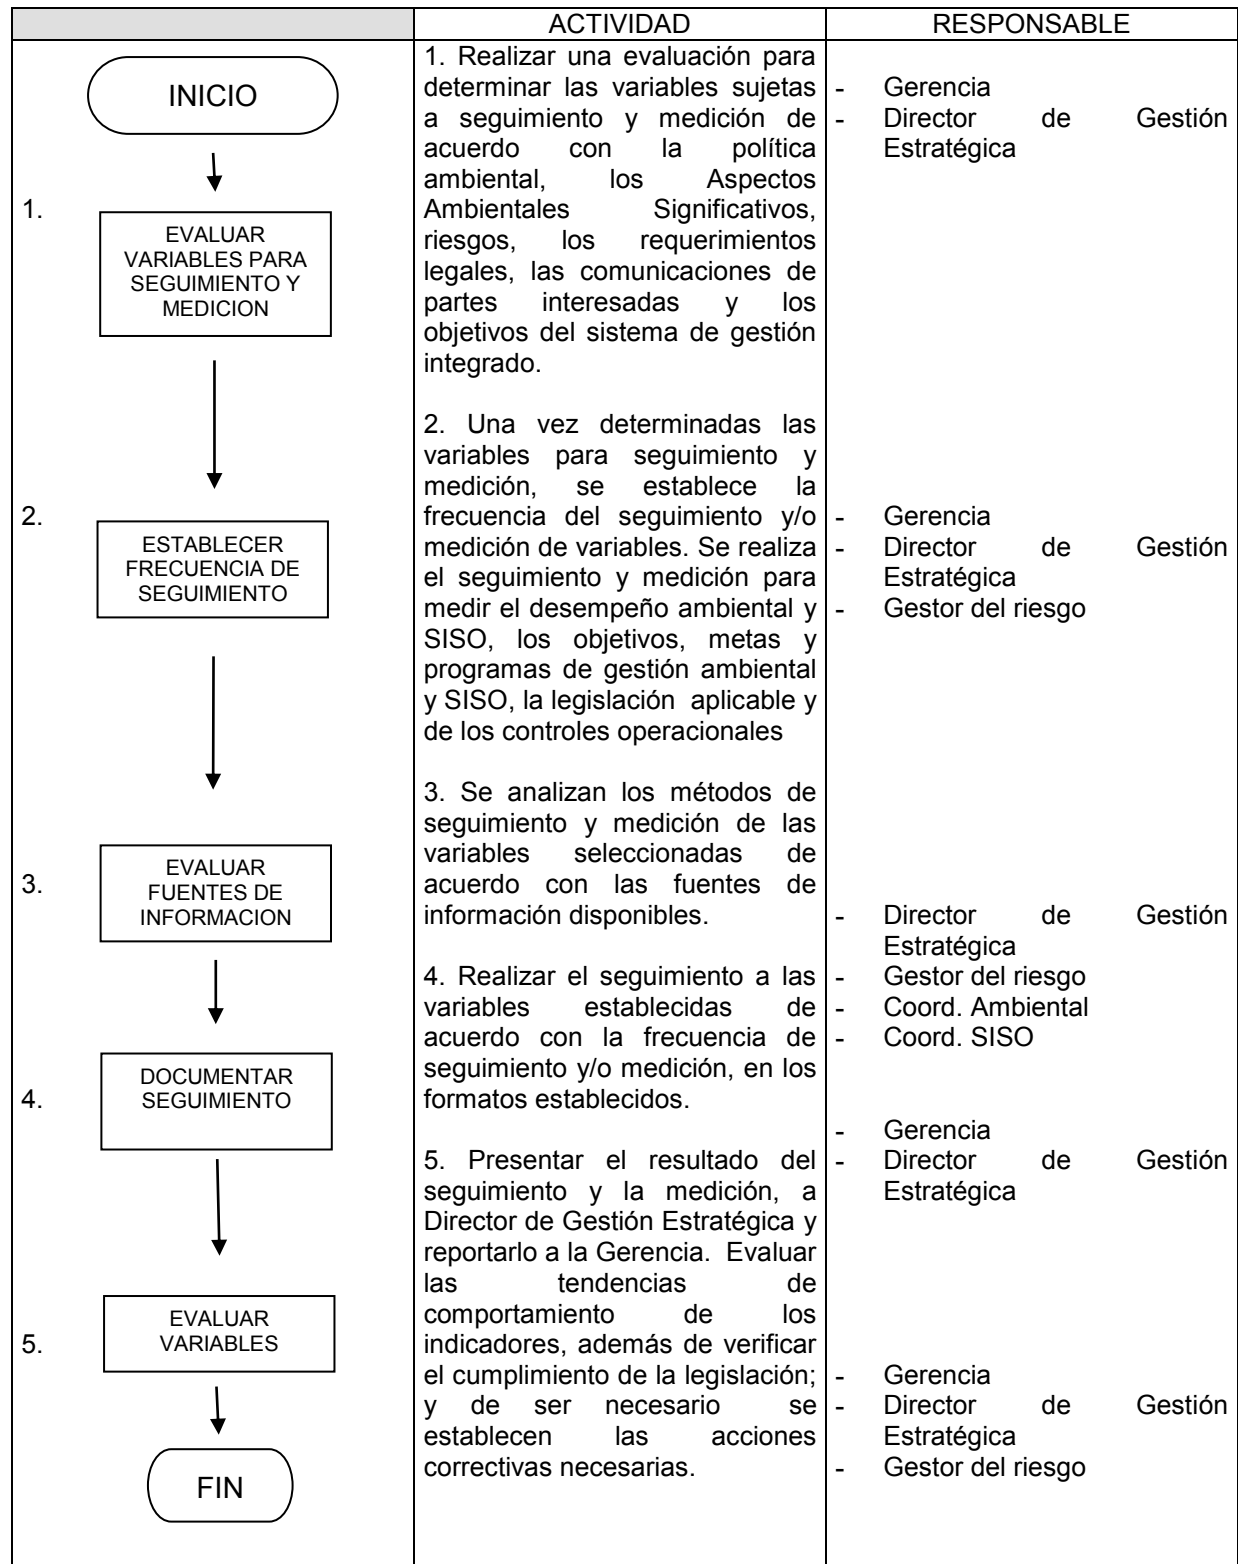 ACTIVIDAD
RESPONSABLE
INICIO
1.
EVALUAR
VARIABLES PARA
SEGUIMIENTO Y
MEDICION
2.
ESTABLECER
FRECUENCIA DE
SEGUIMIENTO
3.
EVALUAR
FUENTES DE
INFORMACION
4.
DOCUMENTAR
SEGUIMIENTO
5.
EVALUAR
VARIABLES
FIN
1. Realizar una evaluación para
determinar las variables sujetas
a seguimiento y medición de
acuerdo con la política
ambiental, los Aspectos
Ambientales Significativos,
riesgos, los requerimientos
legales, las comunicaciones de
partes interesadas y los
objetivos del sistema de gestión
integrado.
2. Una vez determinadas las
variables para seguimiento y
medición, se establece la
frecuencia del seguimiento y/o
medición de variables. Se realiza
el seguimiento y medición para
medir el desempeño ambiental y
SISO, los objetivos, metas y
programas de gestión ambiental
y SISO, la legislación aplicable y
de los controles operacionales
3. Se analizan los métodos de
seguimiento y medición de las
variables seleccionadas de
acuerdo con las fuentes de
información disponibles.
4. Realizar el seguimiento a las
variables establecidas de
acuerdo con la frecuencia de
seguimiento y/o medición, en los
formatos establecidos.
5. Presentar el resultado del
seguimiento y la medición, a
Director de Gestión Estratégica y
reportarlo a la Gerencia. Evaluar
las tendencias de
comportamiento de los
indicadores, además de verificar
el cumplimiento de la legislación;
y de ser necesario se
establecen las acciones
correctivas necesarias.
- Gerencia
- Director de Gestión
Estratégica
- Gerencia
- Director de Gestión
Estratégica
- Gestor del riesgo
- Director de Gestión
Estratégica
- Gestor del riesgo
- Coord. Ambiental
- Coord. SISO
- Gerencia
- Director de Gestión
Estratégica
- Gerencia
- Director de Gestión
Estratégica
- Gestor del riesgo